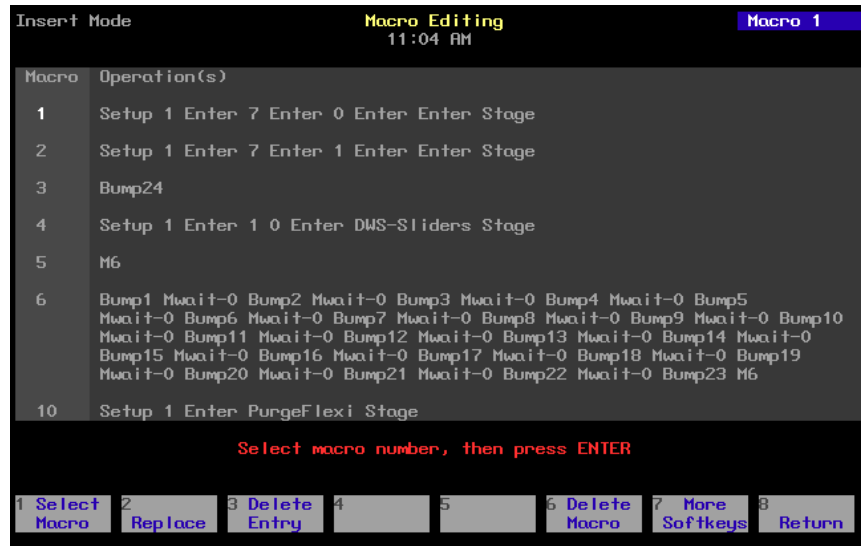 Insert Mode Macro Editing Macro 1
11:04 AM
Macro Operation(s)
1 Setup 1 Enter 7 Enter 0 Enter Enter Stage
2 Setup 1 Enter 7 Enter 1 Enter Enter Stage
3 Bump24
4 Setup 1 Enter 1 0 Enter DWS-Sliders Stage
5 M6
6 Bump1 Mwait-0 Bump2 Mwait-0 Bump3 Mwait-0 Bump4 Mwait-0 Bump5
Mwait-0 Bump6 Mwait-0 Bump7 Mwait-0 Bump8 Mwait-0 Bump9 Mwait-0 Bump10
Mwait-0 Bump11 Mwait-0 Bump12 Mwait-0 Bump13 Mwait-0 Bump14 Mwait-0
Bump15 Mwait-0 Bump16 Mwait-0 Bump17 Mwait-0 Bump18 Mwait-0 Bump19
Mwait-0 Bump20 Mwait-0 Bump21 Mwait-0 Bump22 Mwait-0 Bump23 M6
10 Setup 1 Enter PurgeFlexi Stage
Select macro number, then press ENTER
1 Select 2 3 Delete 4 5 6 Delete 7 More 8
Macro Replace Entry Macro Softkeys Return